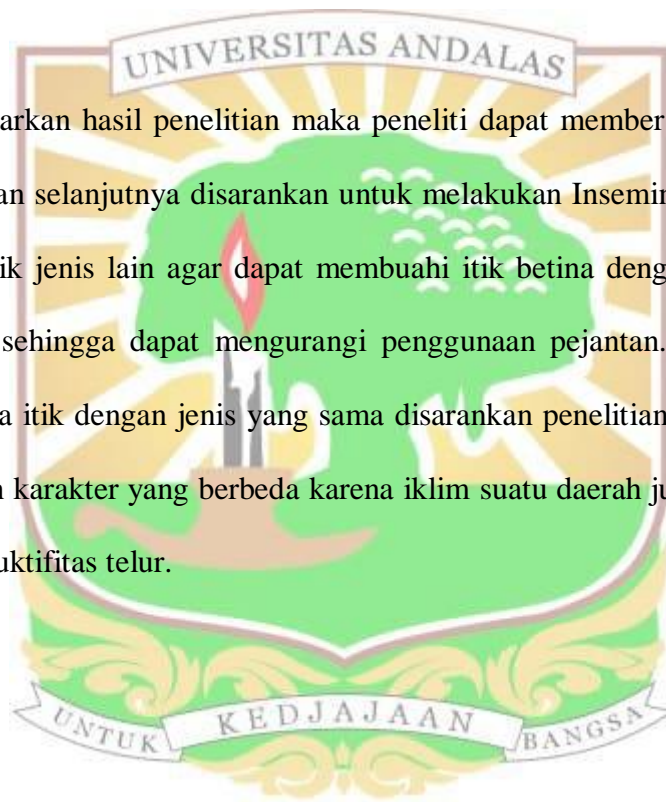 UNIVERSITAS ANDALAS
arkan hasil penelitian maka peneliti dapat member
an selanjutnya disarankan untuk melakukan Insemin
ik jenis lain agar dapat membuahi itik betina deng
sehingga dapat mengurangi penggunaan pejantan.
a itik dengan jenis yang sama disarankan penelitian
karakter yang berbeda karena iklim suatu daerah ju
uktifitas telur.
UNTUK KEDJAJAAN BANGSA